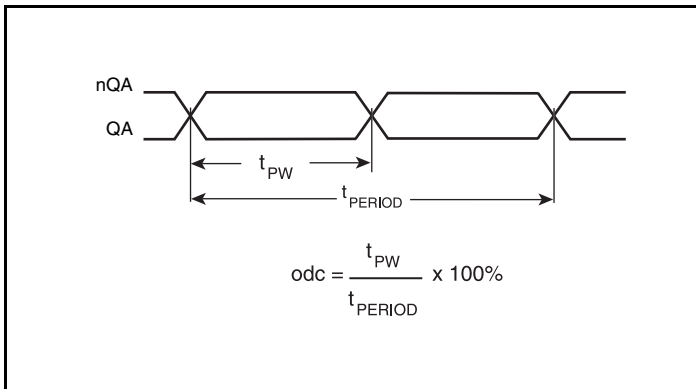 nQA
QA
tPW
tPERIOD
odc = tPW / tPERIOD x 100%